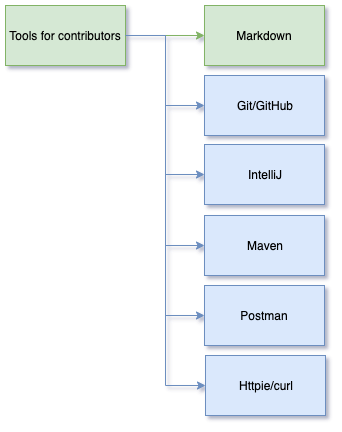 Tools for contributors
Markdown
Git/GitHub
IntelliJ
Maven
Postman
Httpie/curl